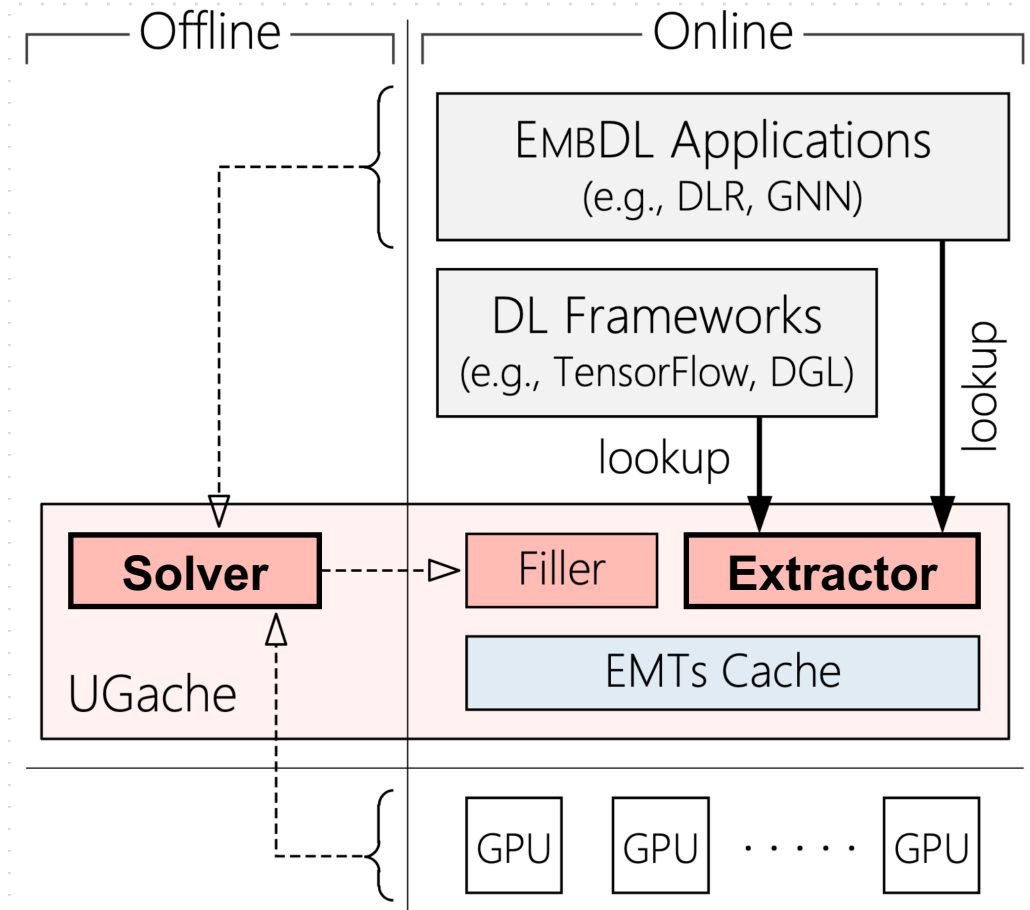 Offline
Online
EMBDL Applications
(e.g., DLR, GNN)
DL Frameworks
(e.g., TensorFlow, DGL)
lookup
lookup
Solver
Filler
Extractor
EMTs Cache
UGache
GPU
GPU
. . . . .
GPU